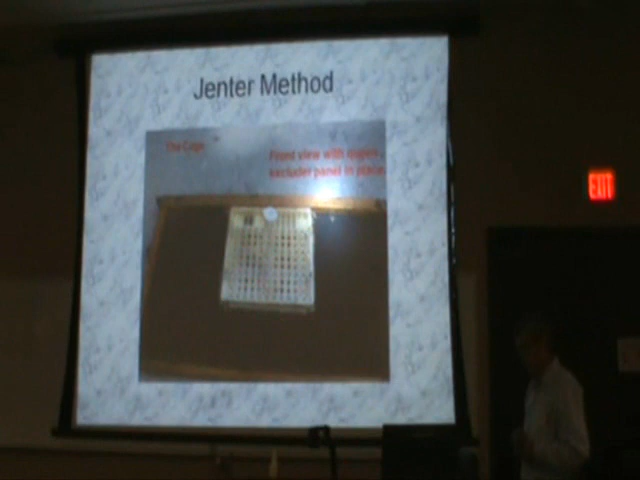 Jenter Method
The Cage
Front view with queen
excluder panel in place
EXIT